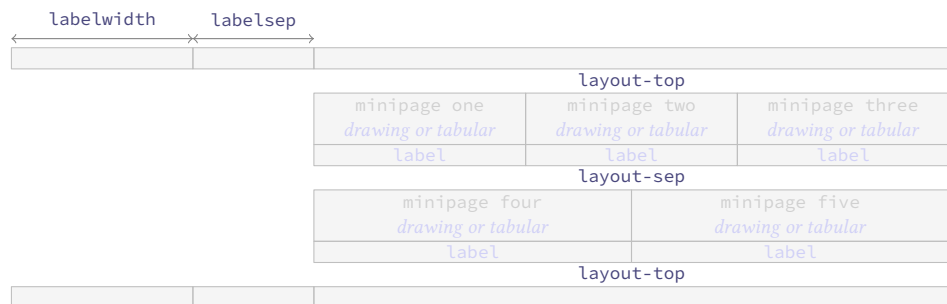 labelwidth labelsep
layout-top
minipage one minipage two minipage three
drawing or tabular drawing or tabular drawing or tabular
label label label
layout-sep
minipage four minipage five
drawing or tabular drawing or tabular
label label
layout-top